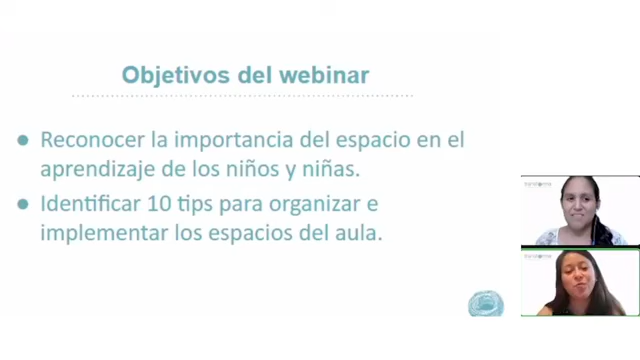 Objetivos del webinar
● Reconocer la importancia del espacio en el
aprendizaje de los niños y niñas.
● Identificar 10 tips para organizar e
implementar los espacios del aula.